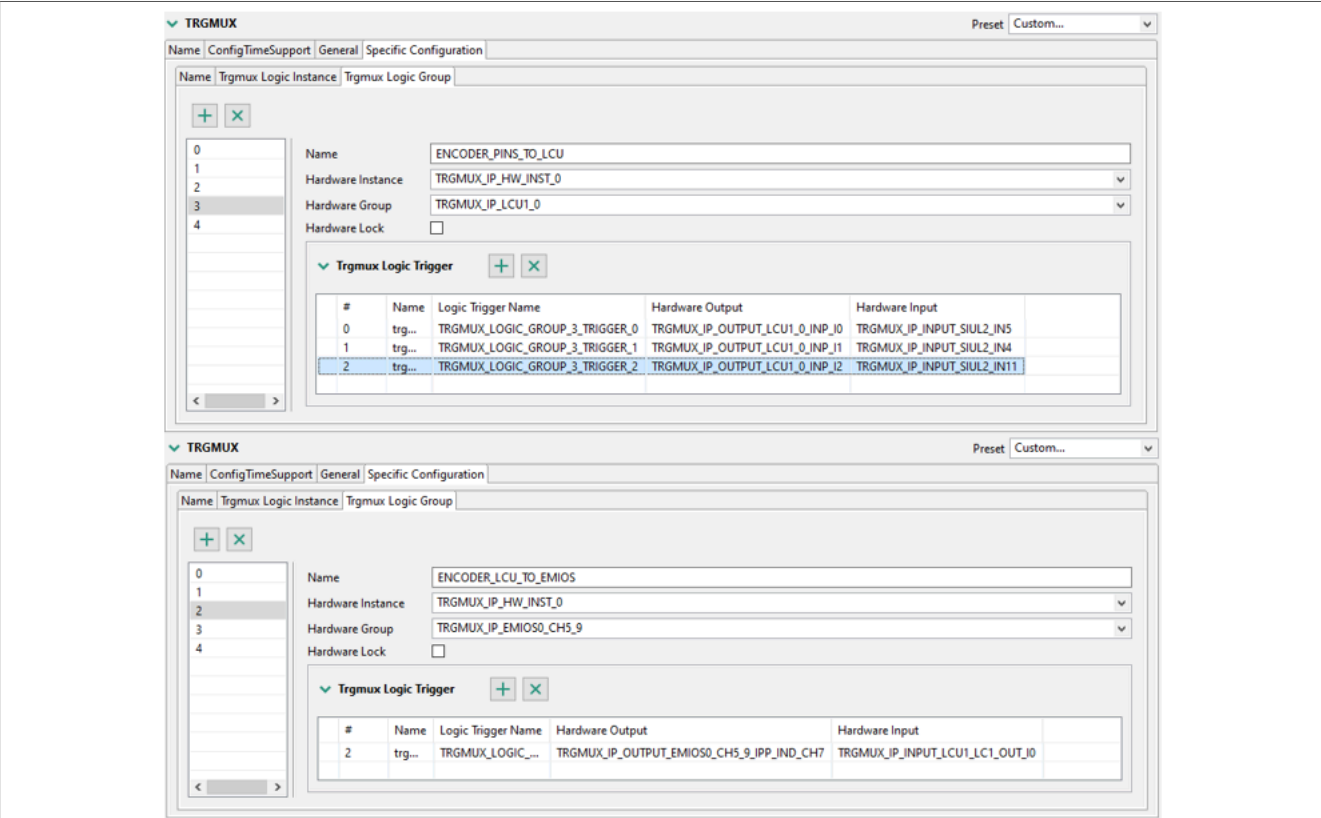 TRGMUX Preset Custom...
Name ConfigTimeSupport General Specific Configuration
Name Trgmux Logic Instance Trgmux Logic Group
0
1
2
3
4
Name ENCODER_PINS_TO_LCU
Hardware Instance TRGMUX_IP_HW_INST_0
Hardware Group TRGMUX_IP_LCU1_0
Hardware Lock
Trgmux Logic Trigger
# Name Logic Trigger Name Hardware Output Hardware Input
0 trg... TRGMUX_LOGIC_GROUP_3_TRIGGER_0 TRGMUX_IP_OUTPUT_LCU1_0_INP_I0 TRGMUX_IP_INPUT_SIUL2_IN5
1 trg... TRGMUX_LOGIC_GROUP_3_TRIGGER_1 TRGMUX_IP_OUTPUT_LCU1_0_INP_I1 TRGMUX_IP_INPUT_SIUL2_IN4
2 trg... TRGMUX_LOGIC_GROUP_3_TRIGGER_2 TRGMUX_IP_OUTPUT_LCU1_0_INP_I2 TRGMUX_IP_INPUT_SIUL2_IN11
TRGMUX Preset Custom...
Name ConfigTimeSupport General Specific Configuration
Name Trgmux Logic Instance Trgmux Logic Group
0
1
2
3
4
Name ENCODER_LCU_TO_EMIOS
Hardware Instance TRGMUX_IP_HW_INST_0
Hardware Group TRGMUX_IP_EMIOS0_CH5_9
Hardware Lock
Trgmux Logic Trigger
# Name Logic Trigger Name Hardware Output Hardware Input
2 trg... TRGMUX_LOGIC_... TRGMUX_IP_OUTPUT_EMIOS0_CH5_9_IPP_IND_CH7 TRGMUX_IP_INPUT_LCU1_LC1_OUT_I0